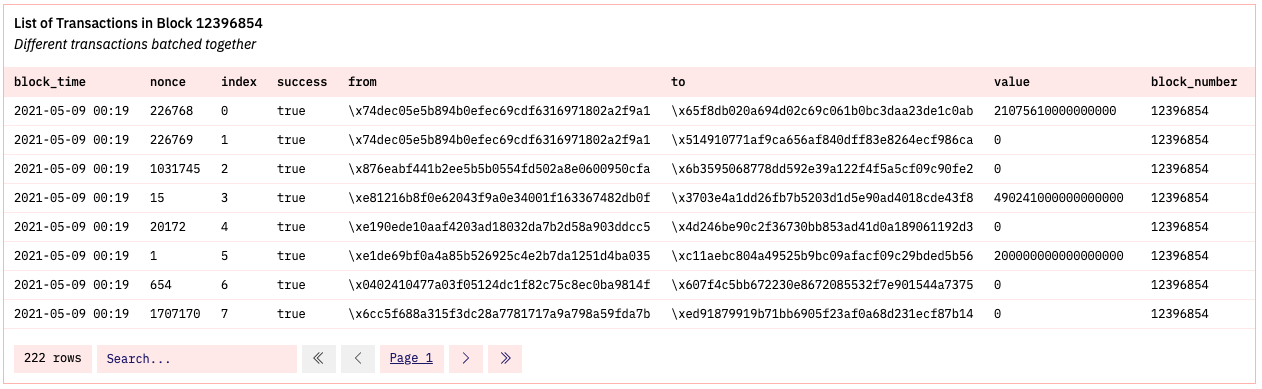 List of Transactions in Block 12396854
Different transactions batched together
block_time nonce index success from to value block_number
2021-05-09 00:19 226768 0 true \x74dec05e5b894b0efec69cdf6316971802a2f9a1 \x65f8db020a694d02c69c061b0bc3daa23de1c0ab 21075610000000000 12396854
2021-05-09 00:19 226769 1 true \x74dec05e5b894b0efec69cdf6316971802a2f9a1 \x514910771af9ca656af840dff83e8264ecf986ca 0 12396854
2021-05-09 00:19 1031745 2 true \x876eabf441b2ee5b5b0554fd502a8e0600950cfa \x6b3595068778dd592e39a122f4f5a5cf09c90fe2 0 12396854
2021-05-09 00:19 15 3 true \xe81216b8f0e62043f9a0e34001f163367482db0f \x3703e4a1dd26fb7b5203d1d5e90ad4018cde43f8 490241000000000000 12396854
2021-05-09 00:19 20172 4 true \xe190ede10aaf4203ad18032da7b2d58a903ddcc5 \x4d246be90c2f36730bb853ad41d0a189061192d3 0 12396854
2021-05-09 00:19 1 5 true \xe1de69bf0a4a85b526925c4e2b7da1251d4ba035 \xc11aebc804a49525b9bc09afacf09c29bded5b56 200000000000000000 12396854
2021-05-09 00:19 654 6 true \x0402410477a03f05124dc1f82c75c8ec0ba9814f \x607f4c5bb672230e8672085532f7e901544a7375 0 12396854
2021-05-09 00:19 1707170 7 true \x6cc5f688a315f3dc28a7781717a9a798a59fda7b \xed91879919b71bb6905f23af0a68d231ecf87b14 0 12396854
222 rows Search... Page 1